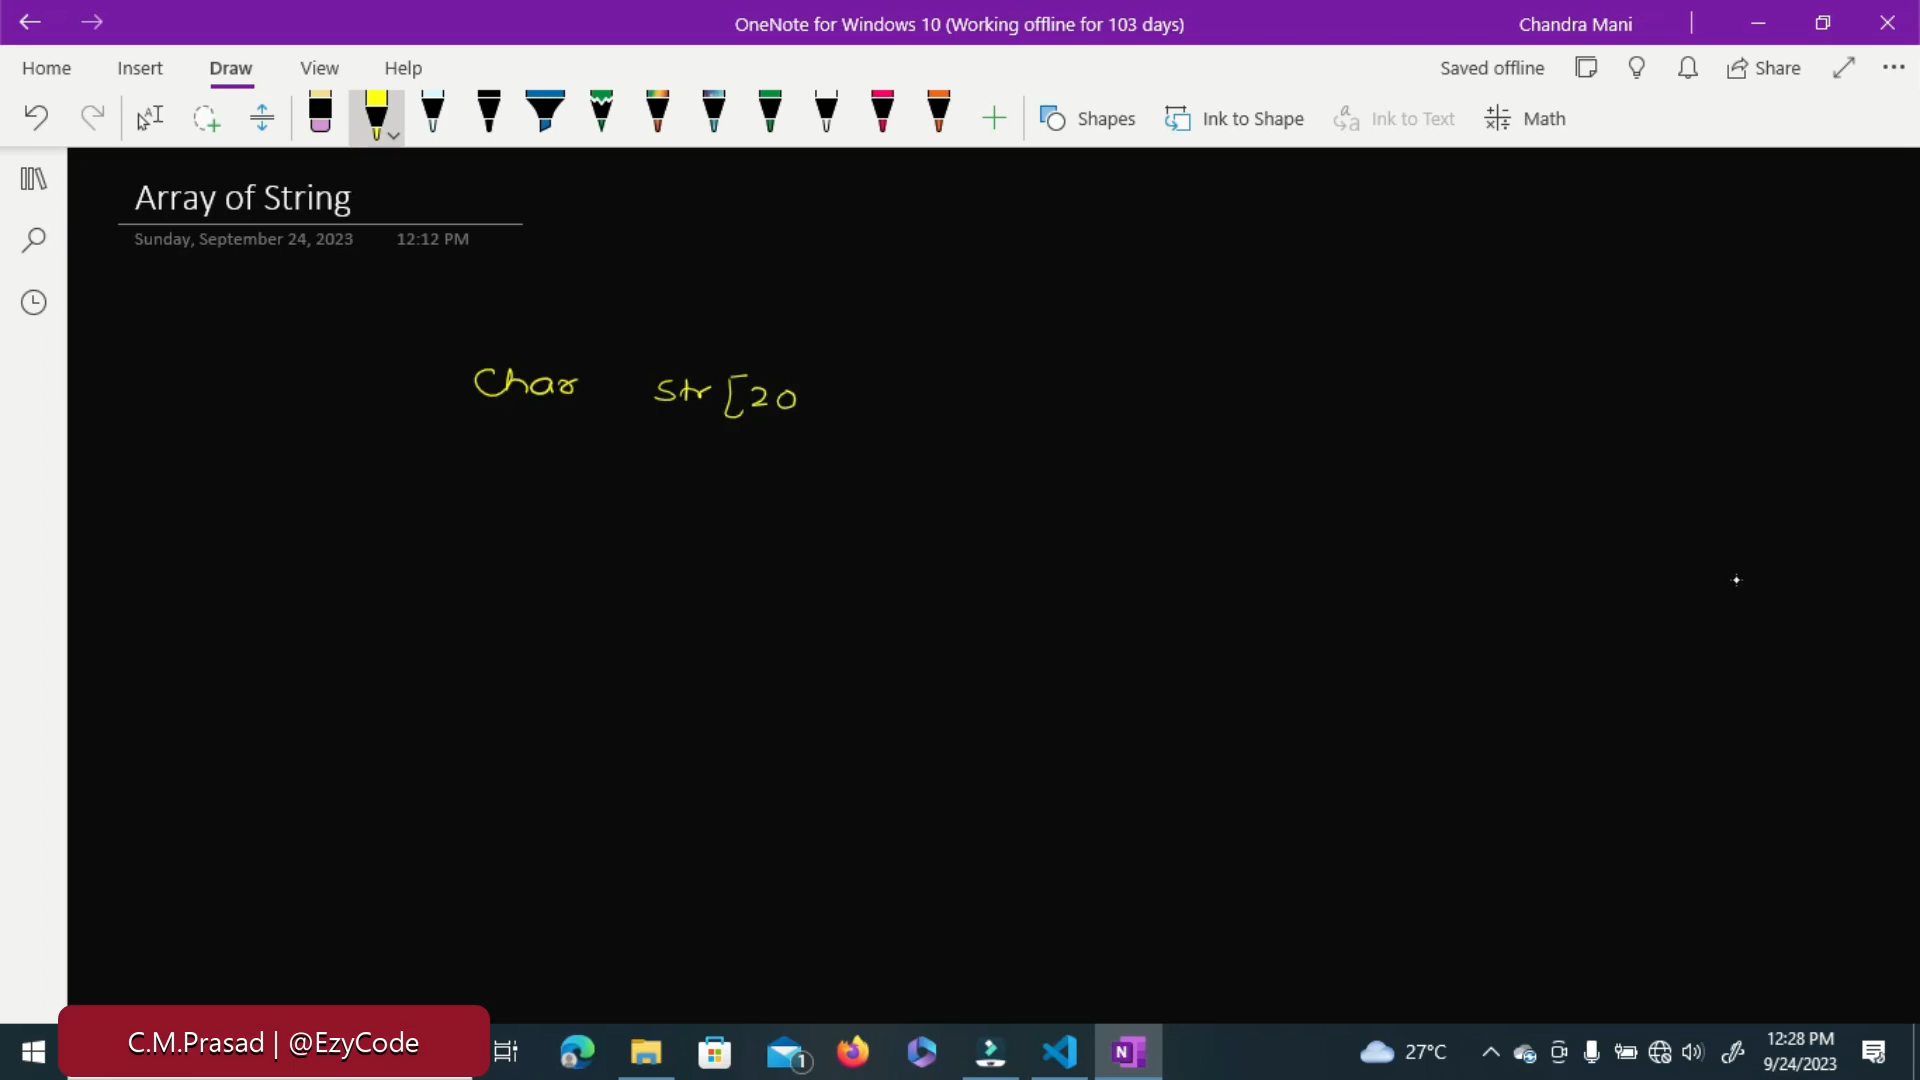 OneNote for Windows 10 (Working offline for 103 days)
Chandra Mani
Home Insert Draw View Help
Saved offline
Share
Shapes
Ink to Shape
Ink to Text
Math
Array of String
Sunday, September 24, 2023 12:12 PM
Char Str [20
C.M.Prasad | @EzyCode
1
N
27°C
12:28 PM
9/24/2023